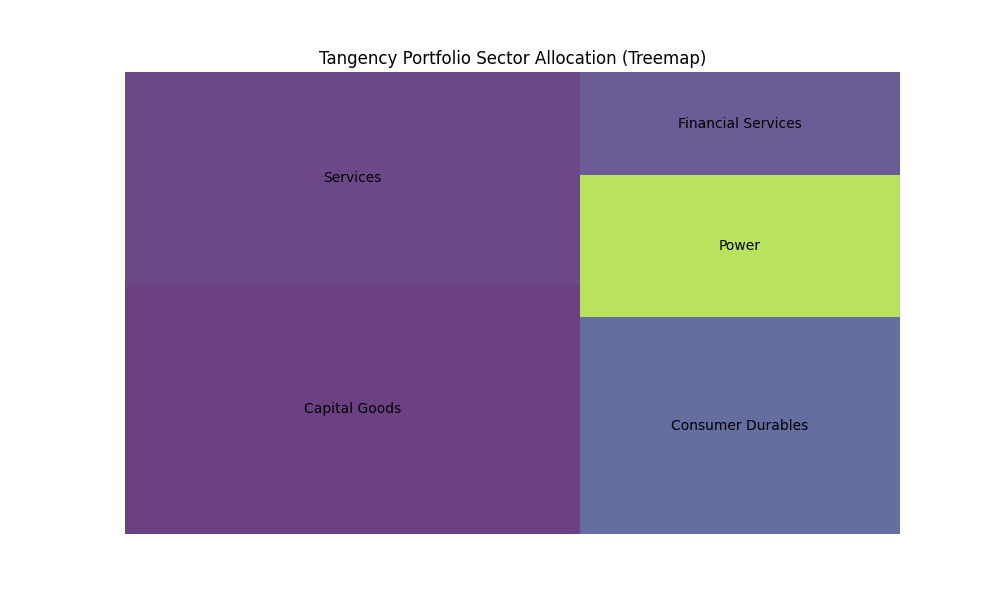 Tangency Portfolio Sector Allocation (Treemap)
Services
Financial Services
Power
Capital Goods
Consumer Durables